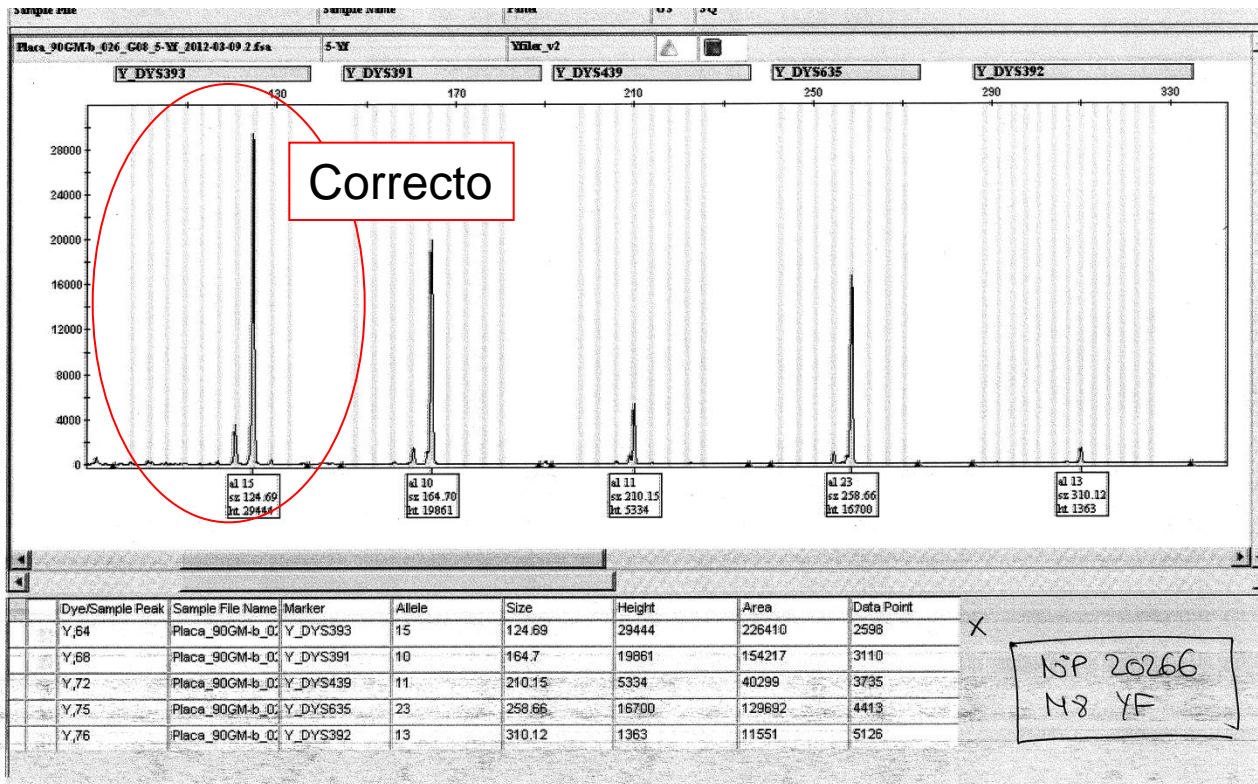 Sample File Sample Name Panel OS SQ
Placa_90GM-b_026_G08_5-Yf_2012-03-09.2.fsa 5-Yf Yfiler_v2
Y_DYS393 Y_DYS391 Y_DYS439 Y_DYS635 Y_DYS392
130 170 210 250 290 330
Correcto
28000
24000
20000
16000
12000
8000
4000
0
al 15 al 10 al 11 al 23 al 13
sz 124.69 sz 164.70 sz 210.15 sz 258.66 sz 310.12
ht 29444 ht 19861 ht 5334 ht 16700 ht 1363
Dye/Sample Peak Sample File Name Marker Allele Size Height Area Data Point
Y,64 Placa_90GM-b_02 Y_DYS393 15 124.69 29444 226410 2598
Y,68 Placa_90GM-b_02 Y_DYS391 10 164.7 19861 154217 3110
Y,72 Placa_90GM-b_02 Y_DYS439 11 210.15 5334 40299 3735
Y,75 Placa_90GM-b_02 Y_DYS635 23 258.66 16700 129892 4413
Y,76 Placa_90GM-b_02 Y_DYS392 13 310.12 1363 11551 5126
X
20266
YF